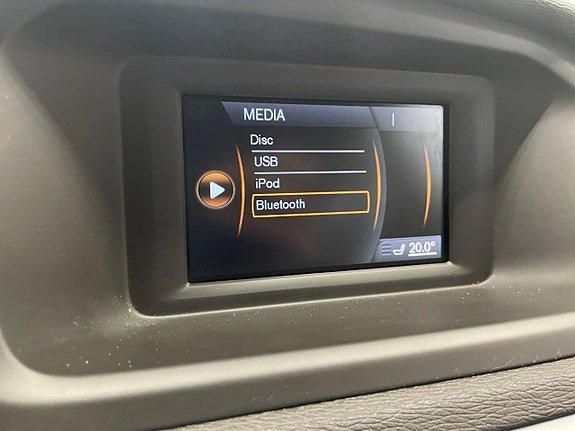 MEDIA
Disc
USB
iPod
Bluetooth
20.0°